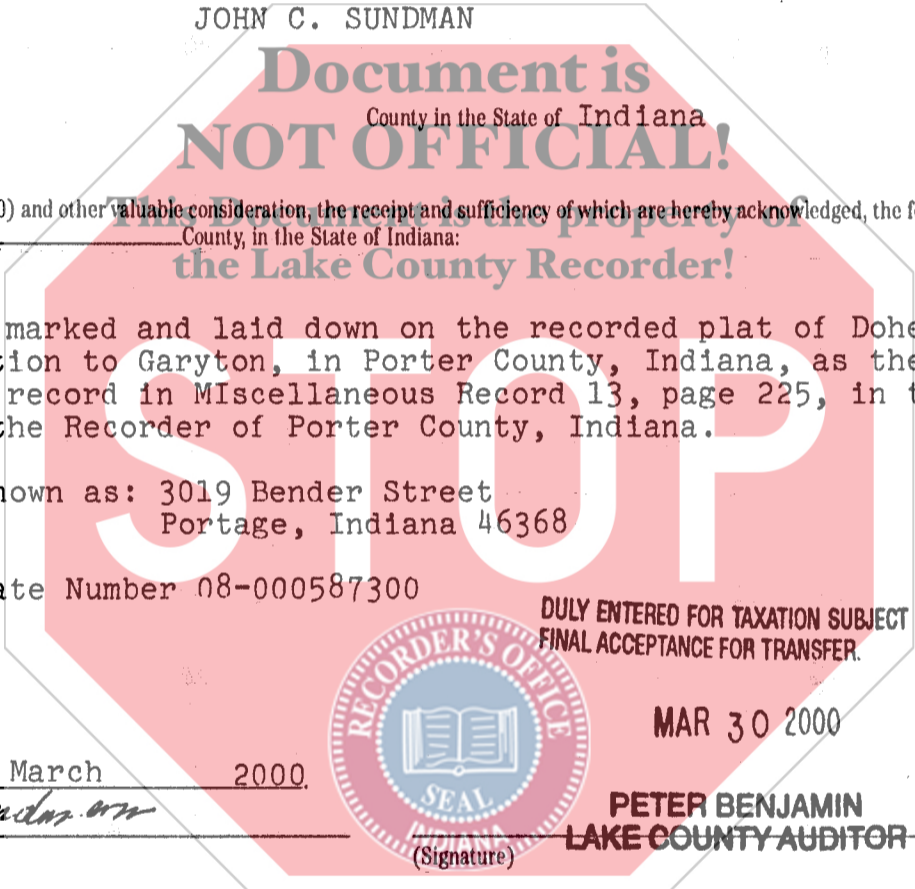 JOHN C. SUNDMAN
Document is
County in the State of Indiana
NOT OFFICIAL!
0) and other valuable consideration, the receipt and sufficiency of which are hereby acknowledged, the f
This Document is the property of
County, in the State of Indiana:
the Lake County Recorder!
marked and laid down on the recorded plat of Dohe
tion to Garyton, in Porter County, Indiana, as the
record in MIscellaneous Record 13, page 225, in t
the Recorder of Porter County, Indiana.
STOP
nown as: 3019 Bender Street
Portage, Indiana 46368
ate Number 08-000587300
DULY ENTERED FOR TAXATION SUBJECT
FINAL ACCEPTANCE FOR TRANSFER.
RECORDER'S OFFICE
MAR 30 2000
March 2000.
SEAL
PETER BENJAMIN
INDIANA
LAKE COUNTY AUDITOR
(Signature)